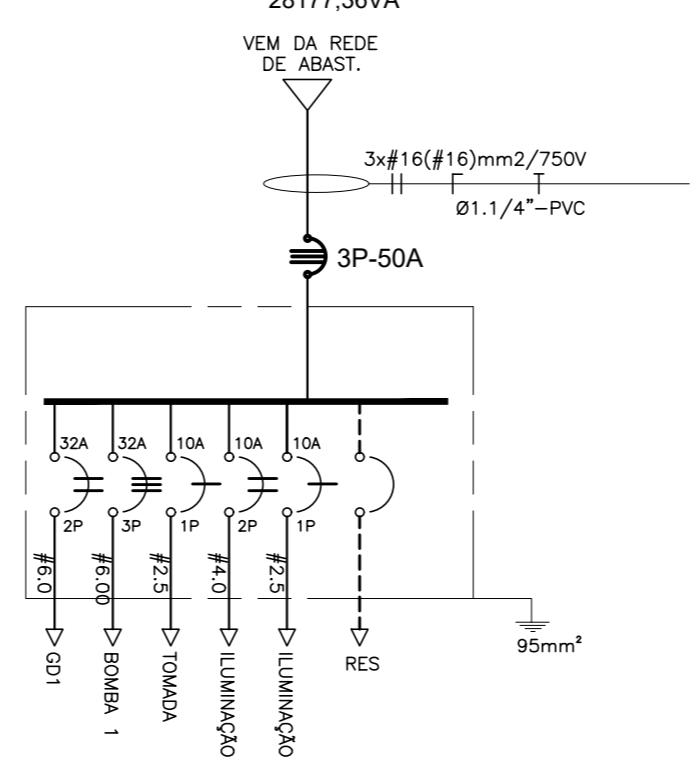 28177,36VA
VEM DA REDE
DE ABAST.
3x#16(#16)mm2/750V
Ø1.1/4"-PVC
3P-50A
32A 32A 10A 10A 10A
2P 3P 1P 2P 1P
#6.0 #6.00 #2.5 #4.0 #2.5
95mm²
GD1 BOMBA 1 TOMADA ILUMINAÇÃO ILUMINAÇÃO RES